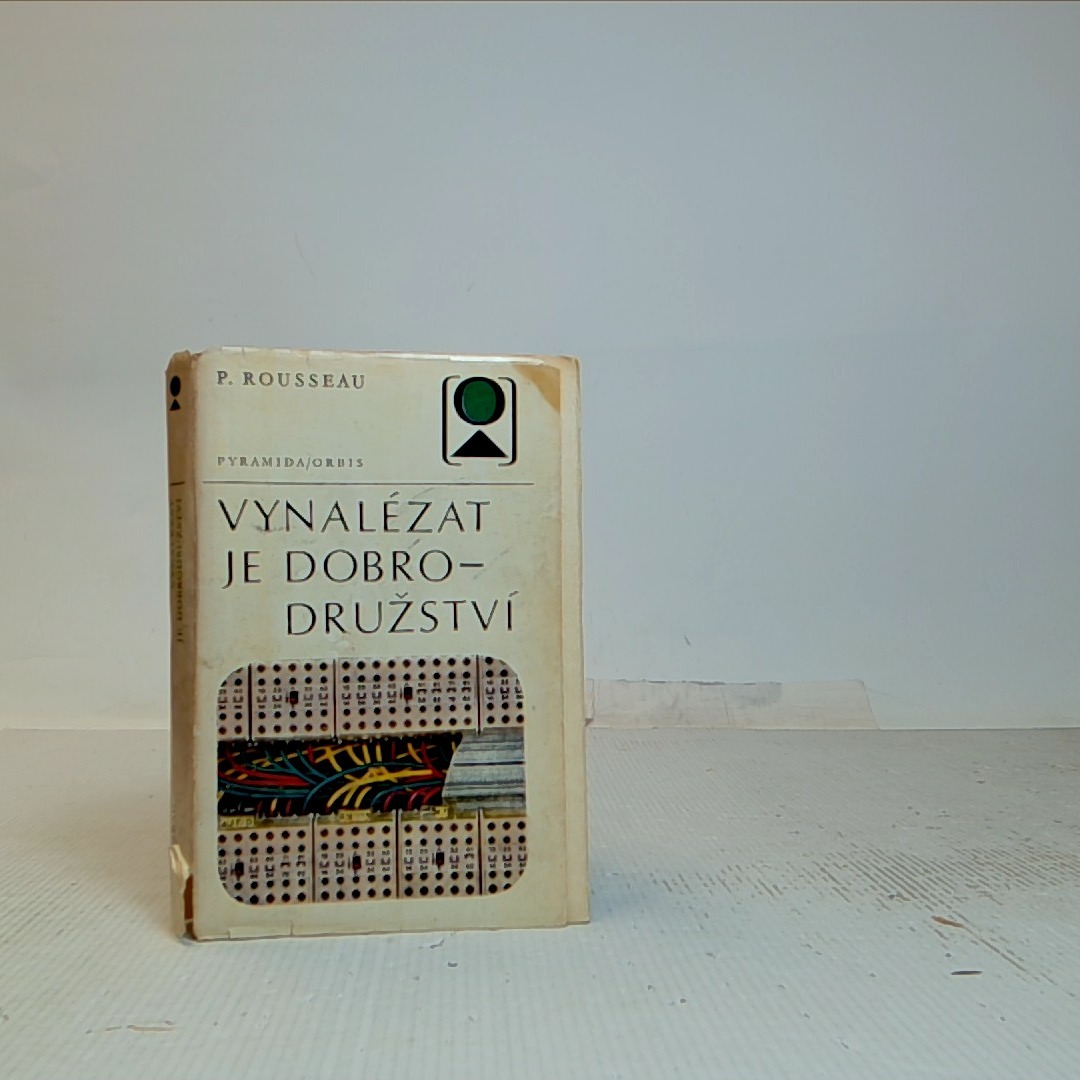 P. ROUSSEAU
PYRAMIDA/ORBIS
VYNALÉZAT
JE DOBRO–
DRUŽSTVÍ